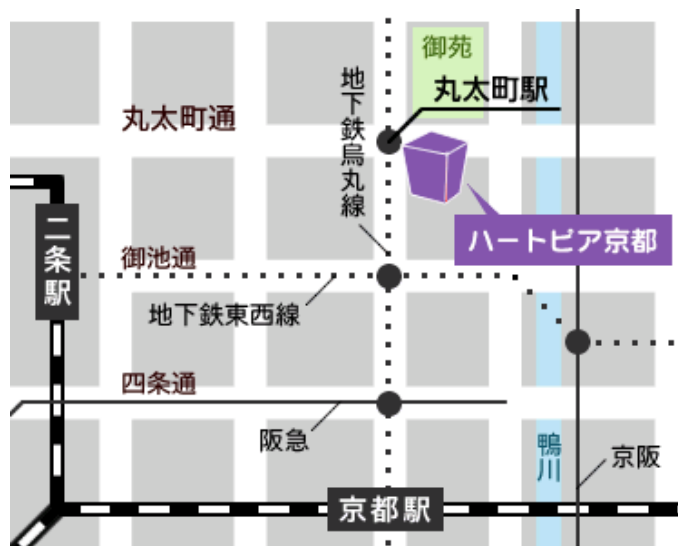 御苑
丸太町駅
地下鉄烏丸線
丸太町通
二条駅
ハートピア京都
御池通
地下鉄東西線
四条通
阪急
鴨川
京阪
京都駅